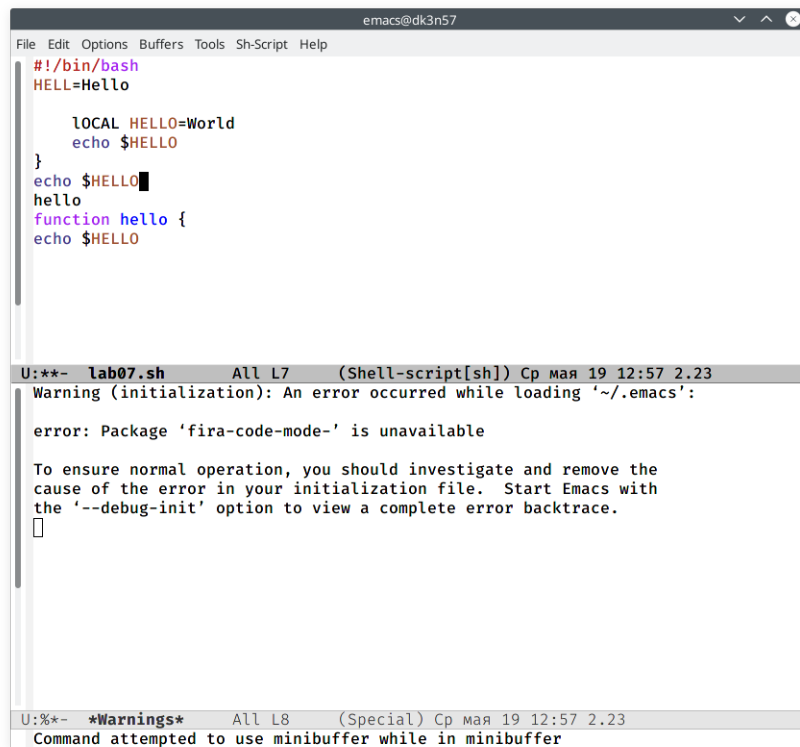 emacs@dk3n57
File Edit Options Buffers Tools Sh-Script Help
#!/bin/bash
HELL=Hello
lOCAL HELLO=World
echo $HELLO
}
echo $HELLO
hello
function hello {
echo $HELLO
U:**- lab07.sh All L7 (Shell-script[sh]) Ср мая 19 12:57 2.23
Warning (initialization): An error occurred while loading ‘~/.emacs’:
error: Package ‘fira-code-mode-’ is unavailable
To ensure normal operation, you should investigate and remove the
cause of the error in your initialization file. Start Emacs with
the ‘--debug-init’ option to view a complete error backtrace.
U:%*- *Warnings* All L8 (Special) Ср мая 19 12:57 2.23
Command attempted to use minibuffer while in minibuffer